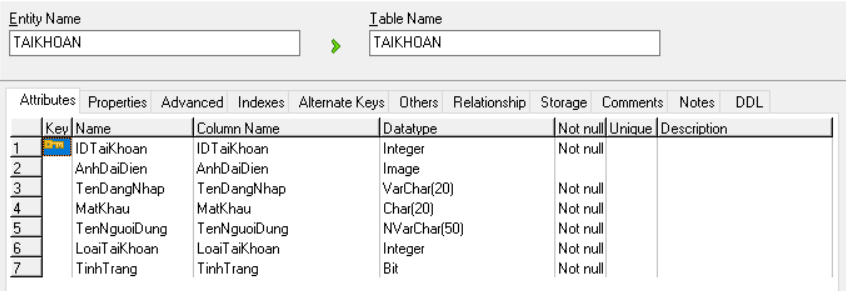 Entity Name Table Name
TAIKHOAN TAIKHOAN
Attributes Properties Advanced Indexes Alternate Keys Others Relationship Storage Comments Notes DDL
Key Name Column Name Datatype Not null Unique Description
1 IDTaiKhoan IDTaiKhoan Integer Not null
2 AnhDaiDien AnhDaiDien Image
3 TenDangNhap TenDangNhap VarChar(20) Not null
4 MatKhau MatKhau Char(20) Not null
5 TenNguoiDung TenNguoiDung NVarChar(50) Not null
6 LoaiTaiKhoan LoaiTaiKhoan Integer Not null
7 TinhTrang TinhTrang Bit Not null